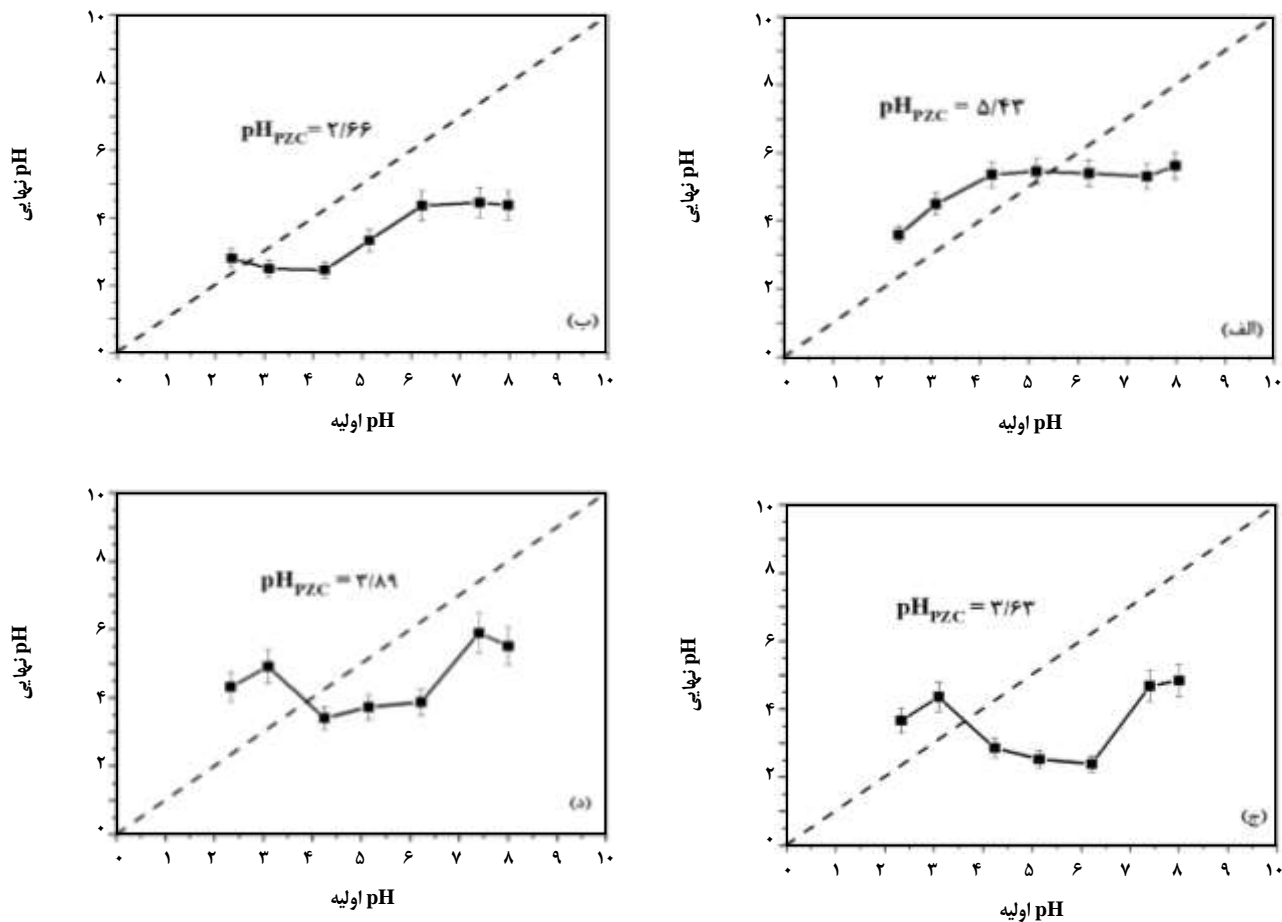 ۱۰
۸
۶
۴
۲
۰
pH نهایی
pHPZC = ۵/۴۳
(الف)
۰ ۱ ۲ ۳ ۴ ۵ ۶ ۷ ۸ ۹ ۱۰
pH اولیه
۱۰
۸
۶
۴
۲
۰
pH نهایی
pHPZC = ۲/۶۶
(ب)
۰ ۱ ۲ ۳ ۴ ۵ ۶ ۷ ۸ ۹ ۱۰
pH اولیه
۱۰
۸
۶
۴
۲
۰
pH نهایی
pHPZC = ۳/۶۳
(ج)
۰ ۱ ۲ ۳ ۴ ۵ ۶ ۷ ۸ ۹ ۱۰
pH اولیه
۱۰
۸
۶
۴
۲
۰
pH نهایی
pHPZC = ۳/۸۹
(د)
۰ ۱ ۲ ۳ ۴ ۵ ۶ ۷ ۸ ۹ ۱۰
pH اولیه